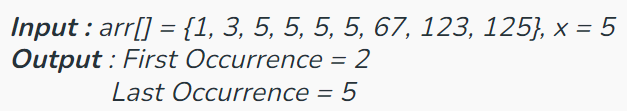 Input : arr[] = {1, 3, 5, 5, 5, 5, 67, 123, 125}, x = 5
Output : First Occurrence = 2
Last Occurrence = 5